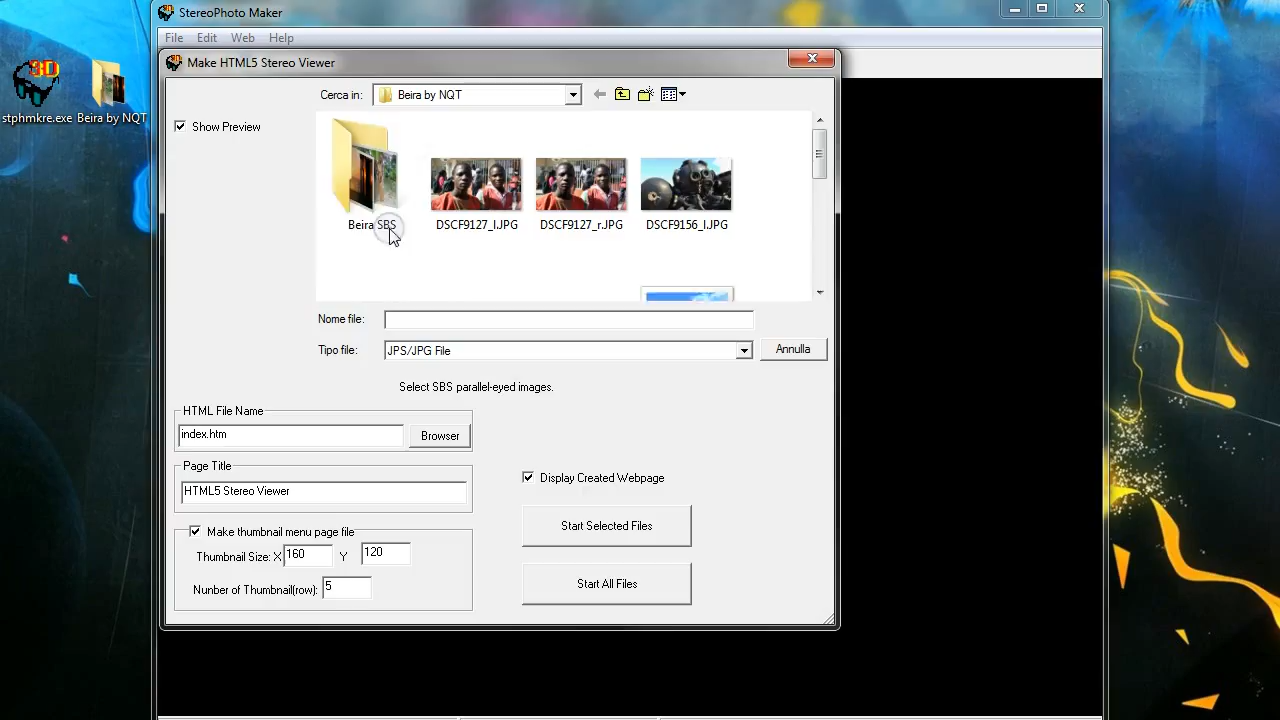 StereoPhoto Maker
File Edit Web Help
Make HTML5 Stereo Viewer
stphmkre.exe Beira by NQT
Cerca in: Beira by NQT
Show Preview
Beira SBS DSCF9127_l.JPG DSCF9127_r.JPG DSCF9156_l.JPG
Nome file:
Tipo file: JPS/JPG File Annulla
Select SBS parallel-eyed images.
HTML File Name
index.htm Browser
Page Title
HTML5 Stereo Viewer
Display Created Webpage
Make thumbnail menu page file
Thumbnail Size: X 160 Y 120
Nunber of Thumbnail(row): 5
Start Selected Files
Start All Files